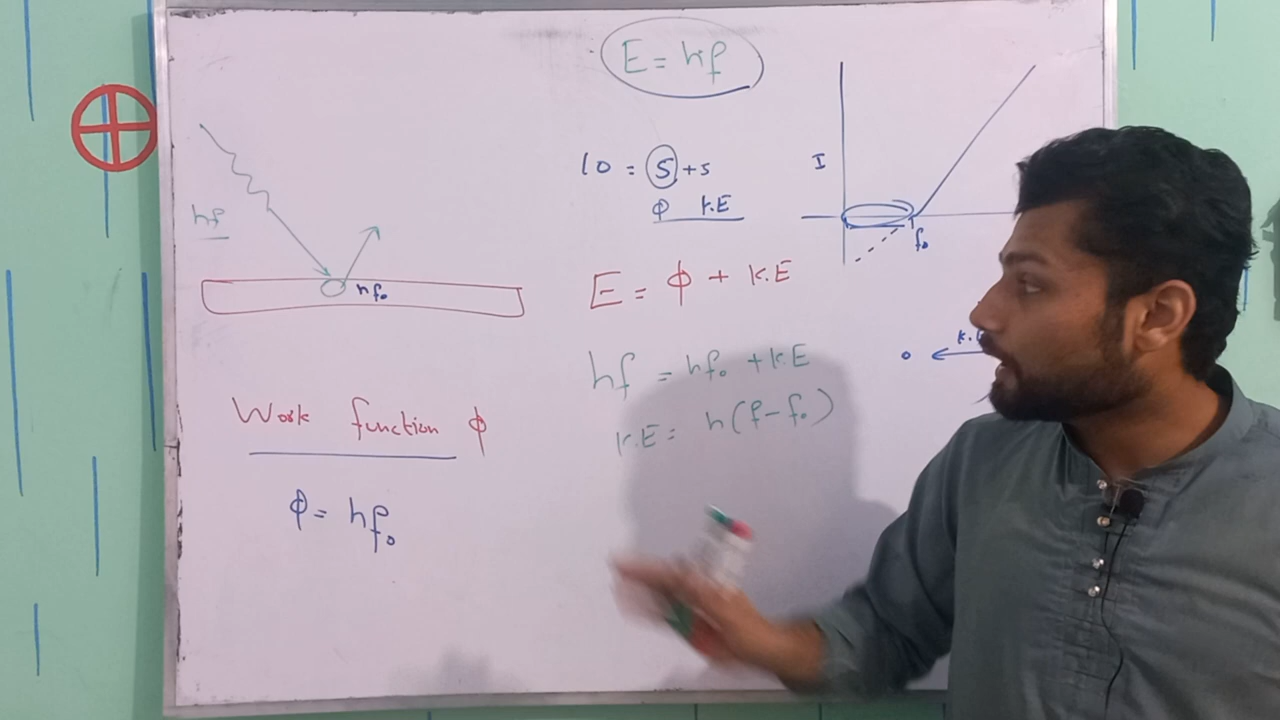 E = hf
10 = 5 + 5
Φ K.E
E = Φ + K.E
hf = hf₀ + K.E
K.E = h(f - f₀)
hf
hf₀
Work function Φ
Φ = hf₀
I
f₀